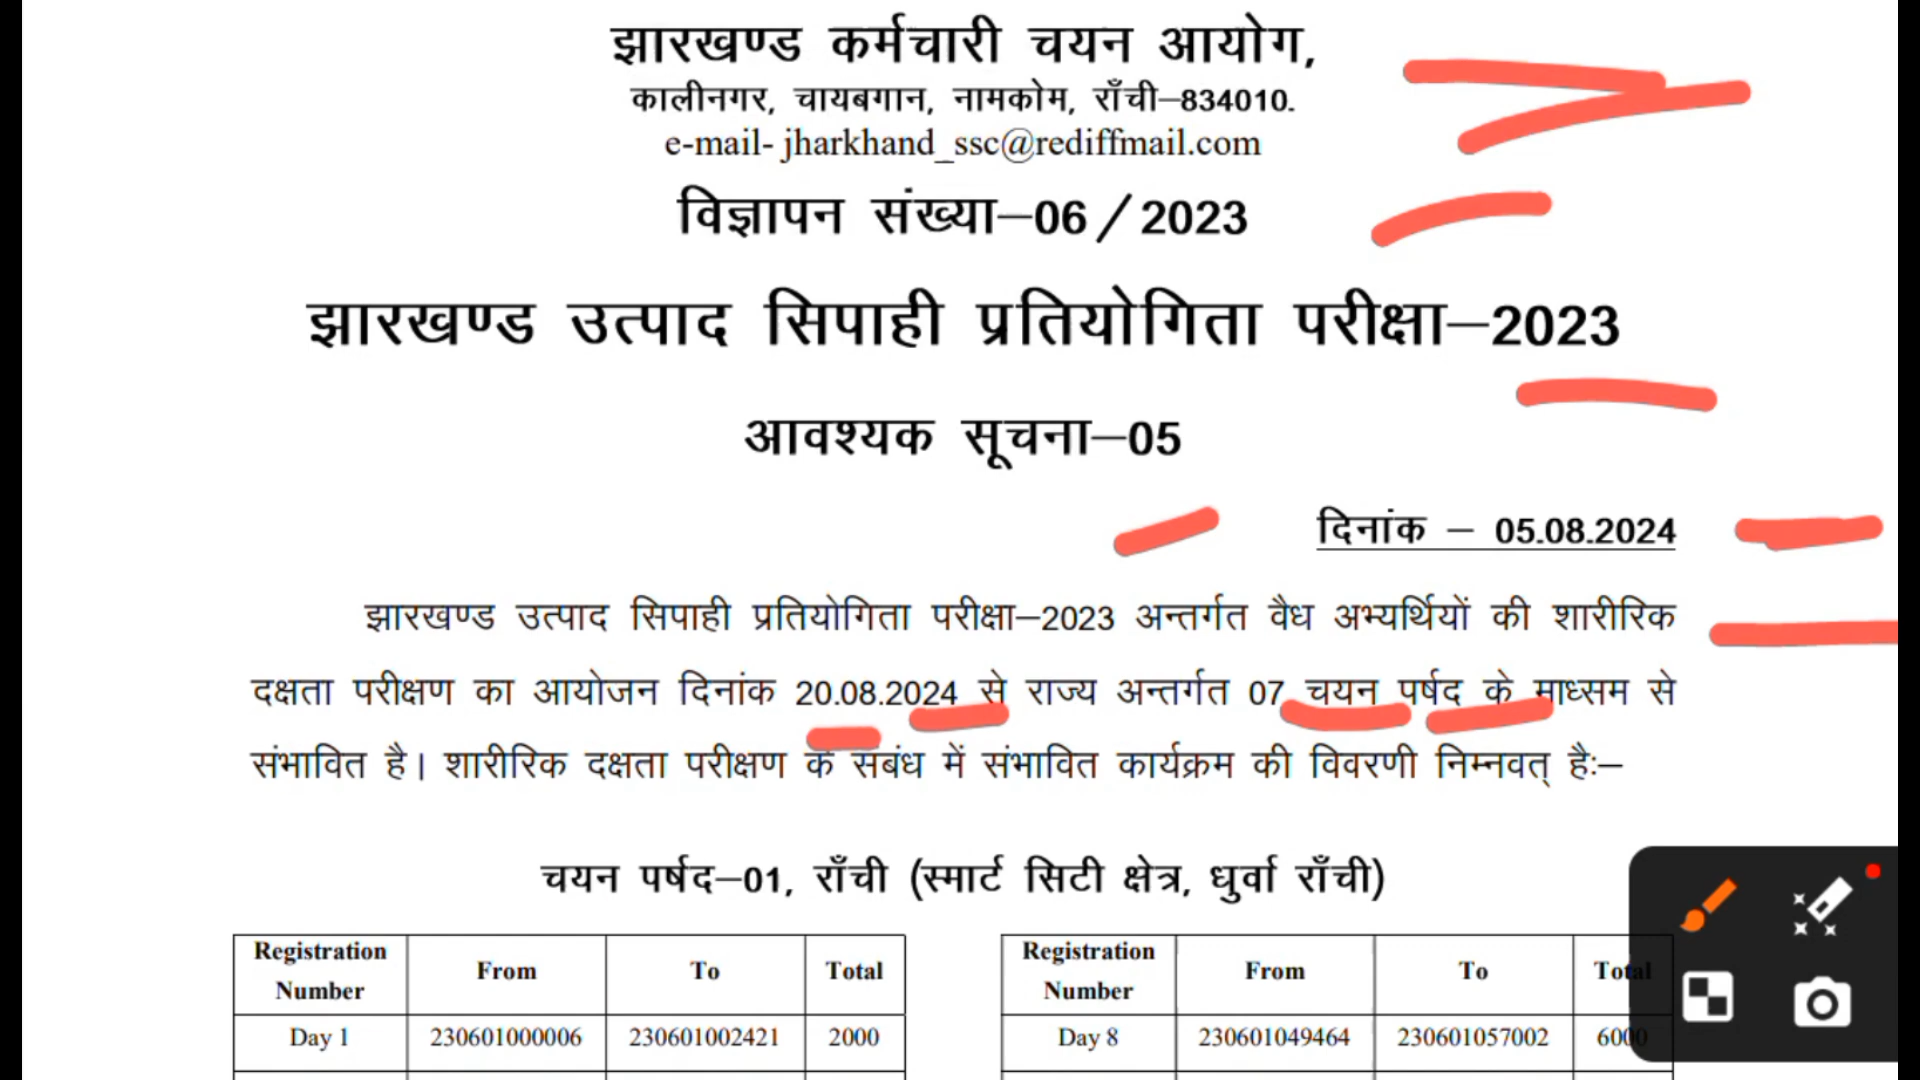 झारखण्ड कर्मचारी चयन आयोग,
कालीनगर, चायबगान, नामकोम, राँची–834010.
e-mail- jharkhand_ssc@rediffmail.com
विज्ञापन संख्या–06/2023
झारखण्ड उत्पाद सिपाही प्रतियोगिता परीक्षा–2023
आवश्यक सूचना–05
दिनांक – 05.08.2024
झारखण्ड उत्पाद सिपाही प्रतियोगिता परीक्षा–2023 अन्तर्गत वैध अभ्यर्थियों की शारीरिक
दक्षता परीक्षण का आयोजन दिनांक 20.08.2024 से राज्य अन्तर्गत 07 चयन पर्षद के माध्सम से
संभावित है। शारीरिक दक्षता परीक्षण के संबंध में संभावित कार्यक्रम की विवरणी निम्नवत् हैः–
चयन पर्षद–01, राँची (स्मार्ट सिटी क्षेत्र, धुर्वा राँची)
Registration Number From To Total
Day 1 230601000006 230601002421 2000
Registration Number From To Total
Day 8 230601049464 230601057002 6000